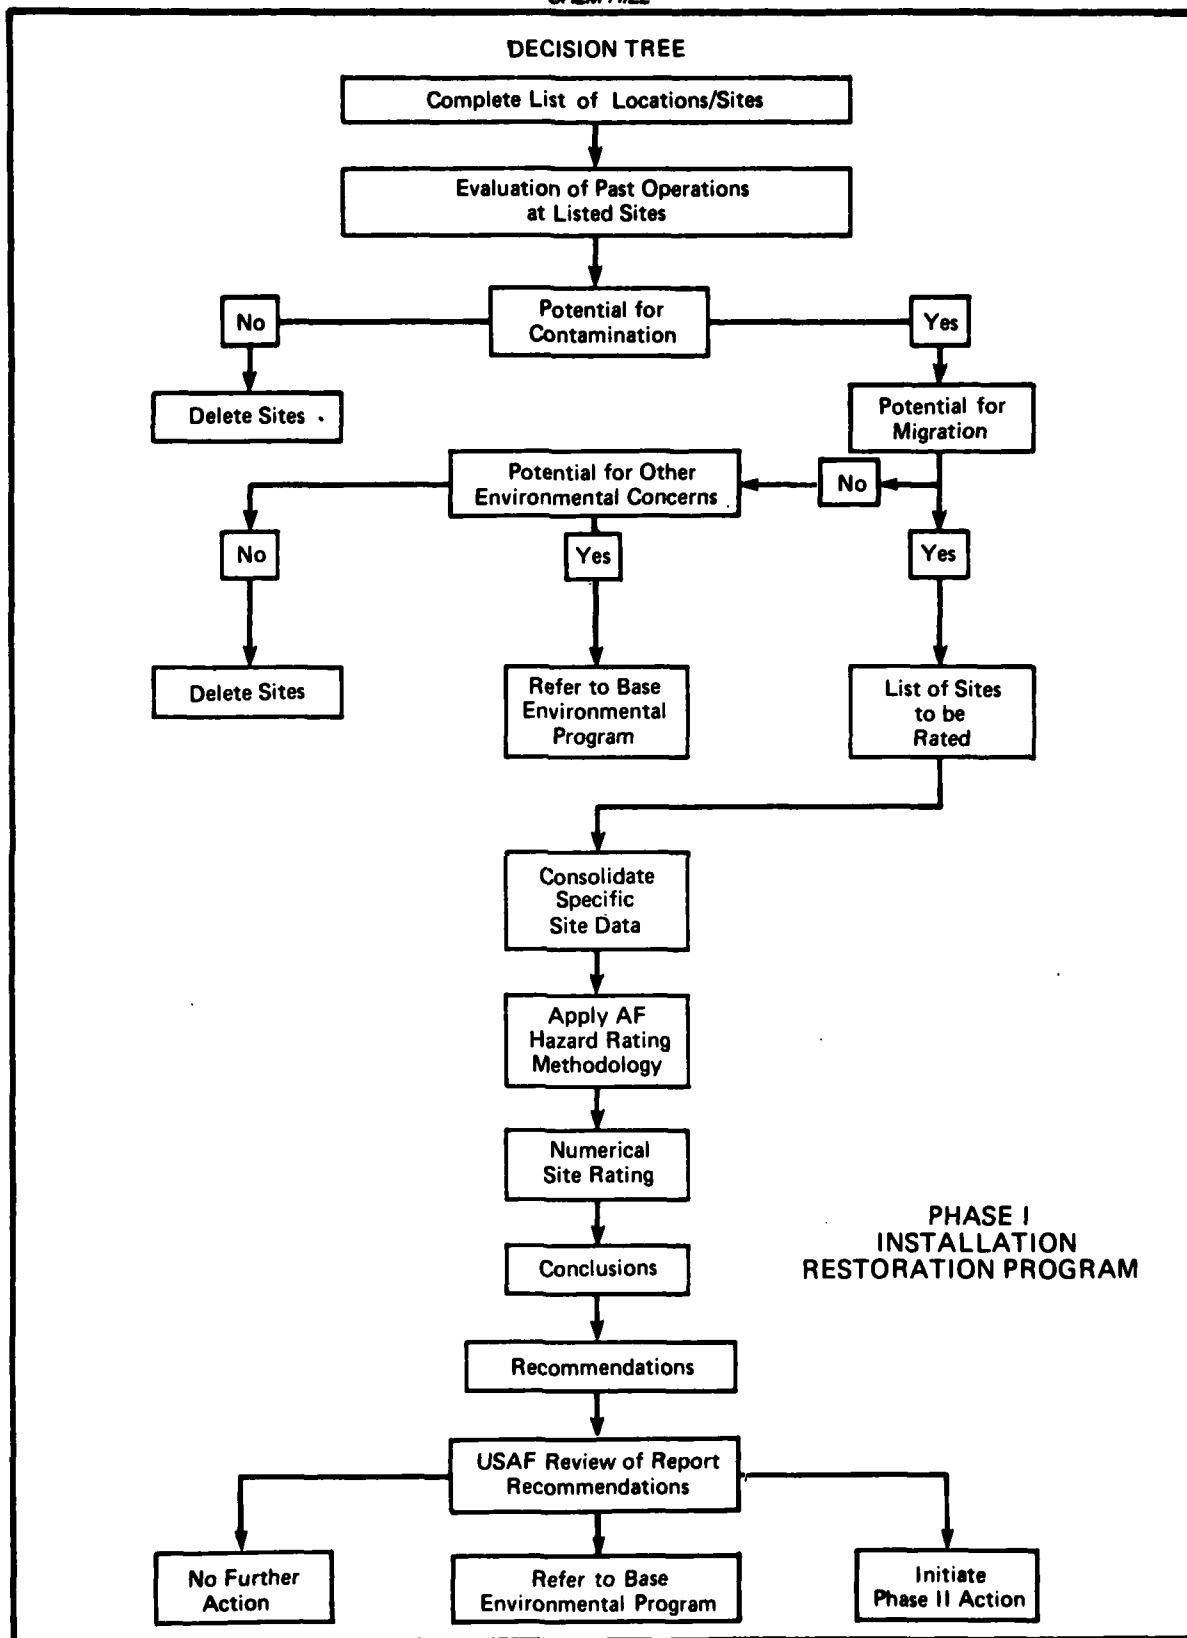 DECISION TREE
Complete List of Locations/Sites
Evaluation of Past Operations
at Listed Sites
Potential for
Contamination
No
Yes
Delete Sites
Potential for
Migration
Potential for Other
Environmental Concerns
No
No
Yes
Yes
Delete Sites
Refer to Base
Environmental
Program
List of Sites
to be
Rated
Consolidate
Specific
Site Data
Apply AF
Hazard Rating
Methodology
Numerical
Site Rating
PHASE I
INSTALLATION
RESTORATION PROGRAM
Conclusions
Recommendations
USAF Review of Report
Recommendations
No Further
Action
Refer to Base
Environmental Program
Initiate
Phase II Action